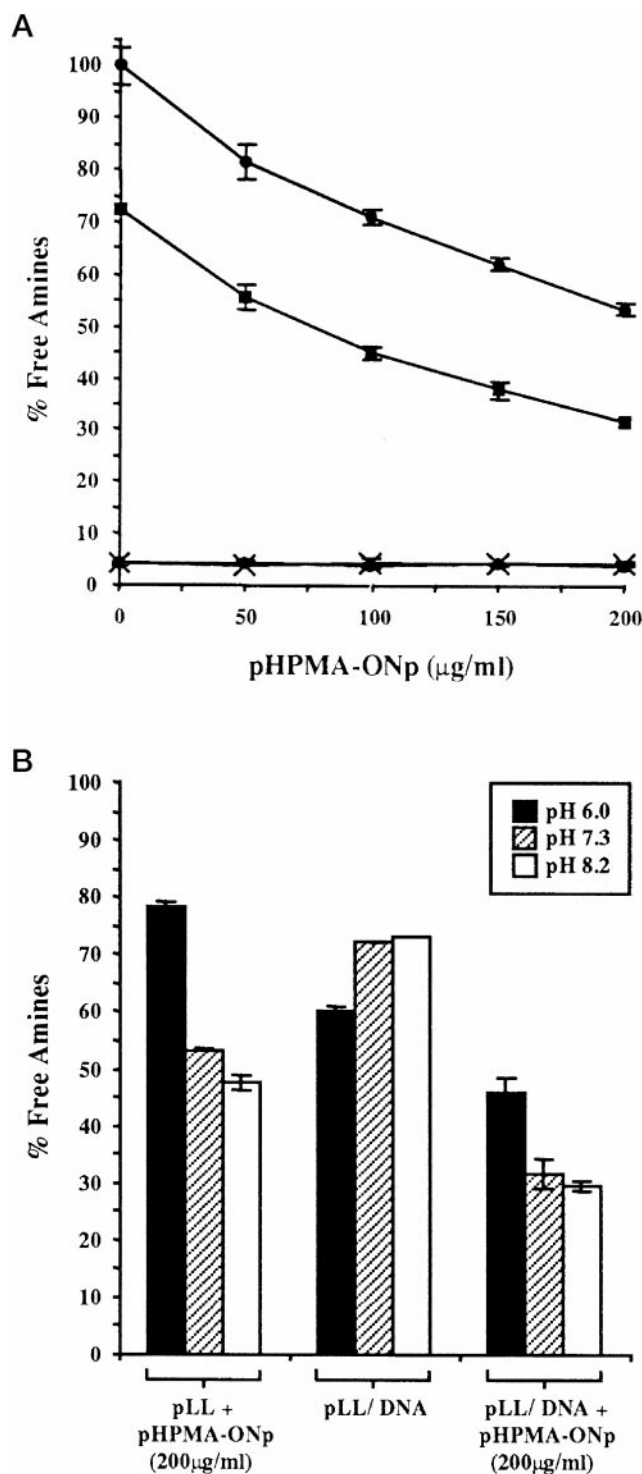 A
100
90
80
70
60
50
40
30
20
10
0
% Free Amines
0 50 100 150 200
pHPMA-ONp (µg/ml)
B
100
90
80
70
60
50
40
30
20
10
0
% Free Amines
pH 6.0
pH 7.3
pH 8.2
pLL + pLL/ DNA pLL/ DNA +
pHPMA-ONp pHPMA-ONp
(200µg/ml) (200µg/ml)